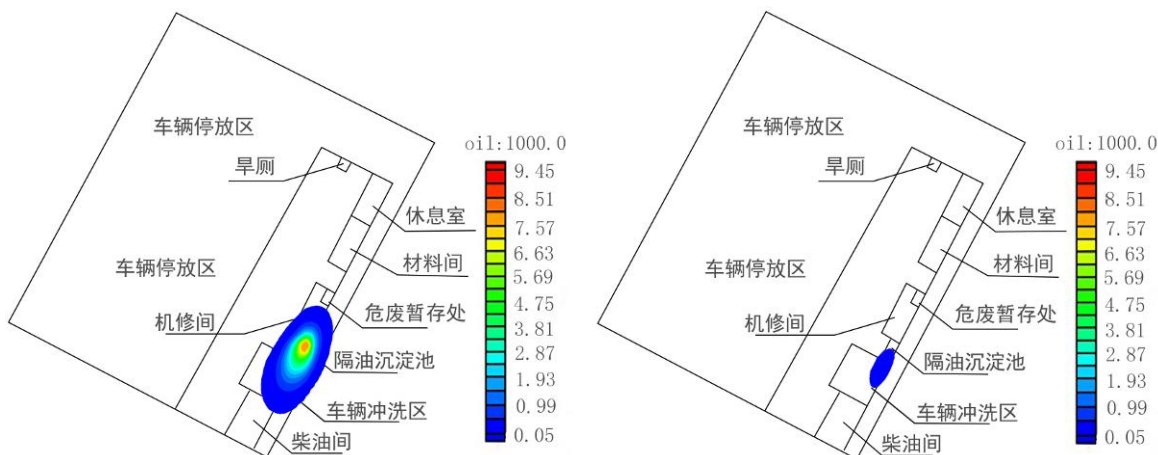 车辆停放区
旱厕
休息室
车辆停放区
材料间
危废暂存处
机修间
隔油沉淀池
车辆冲洗区
柴油间
oil:1000.0
9.45
8.51
7.57
6.63
5.69
4.75
3.81
2.87
1.93
0.99
0.05
车辆停放区
旱厕
休息室
车辆停放区
材料间
危废暂存处
机修间
隔油沉淀池
车辆冲洗区
柴油间
oil:1000.0
9.45
8.51
7.57
6.63
5.69
4.75
3.81
2.87
1.93
0.99
0.05